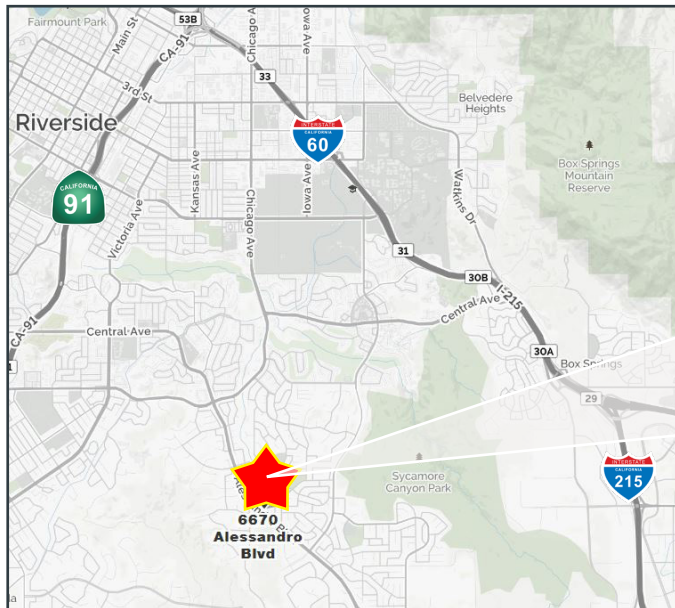 Fairmount Park
53B
Main St
CA-91
Chicago Ave
Iowa Ave
33
3rd St
Belvedere
Heights
Riverside
INTERSTATE
CALIFORNIA
60
Box Springs
Mountain
Reserve
CALIFORNIA
91
Kansas Ave
Iowa Ave
Watkins Dr
Victoria Ave
Chicago Ave
31
30B
I-215
Central Ave
CA-91
Central Ave
30A
Box Springs
29
INTERSTATE
CALIFORNIA
215
Sycamore
Canyon Park
6670
Alessandro
Blvd